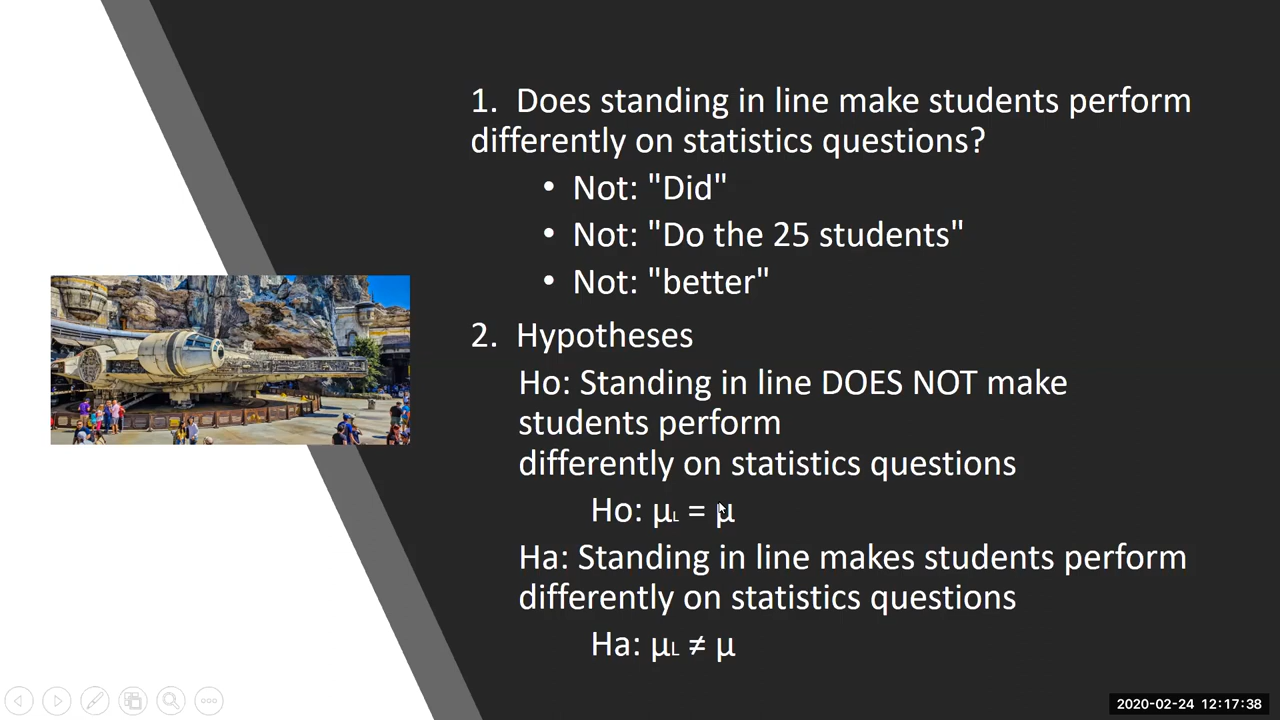 1. Does standing in line make students perform
differently on statistics questions?
• Not: "Did"
• Not: "Do the 25 students"
• Not: "better"
2. Hypotheses
Ho: Standing in line DOES NOT make
students perform
differently on statistics questions
Ho: μL = μ
Ha: Standing in line makes students perform
differently on statistics questions
Ha: μL ≠ μ
2020-02-24 12:17:38